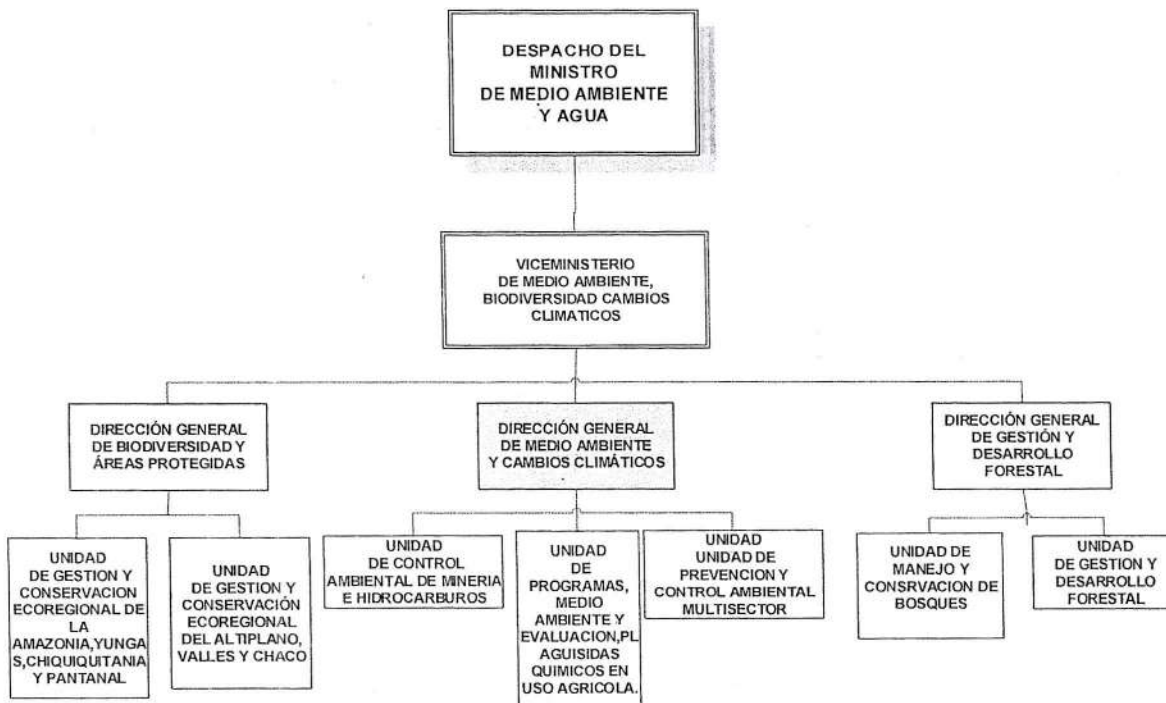 DESPACHO DEL
MINISTRO
DE MEDIO AMBIENTE
Y AGUA
VICEMINISTERIO
DE MEDIO AMBIENTE,
BIODIVERSIDAD CAMBIOS
CLIMATICOS
DIRECCIÓN GENERAL
DE BIODIVERSIDAD Y
ÁREAS PROTEGIDAS
DIRECCIÓN GENERAL
DE MEDIO AMBIENTE
Y CAMBIOS CLIMÁTICOS
DIRECCIÓN GENERAL
DE GESTIÓN Y
DESARROLLO
FORESTAL
UNIDAD
DE GESTION Y
CONSERVACION
ECOREGIONAL DE
LA
AMAZONIA,YUNGA
S,CHIQUIQUITANIA
Y PANTANAL
UNIDAD
DE GESTION Y
CONSERVACIÓN
ECOREGIONAL
DEL ALTIPLANO,
VALLES Y CHACO
UNIDAD
DE CONTROL
AMBIENTAL DE MINERIA
E HIDROCARBUROS
UNIDAD
DE
PROGRAMAS,
MEDIO
AMBIENTE Y
EVALUACION,PL
AGUISIDAS
QUIMICOS EN
USO AGRICOLA.
UNIDAD
UNIDAD DE
PREVENCION Y
CONTROL AMBIENTAL
MULTISECTOR
UNIDAD DE
MANEJO Y
CONSRVACION DE
BOSQUES
UNIDAD
DE GESTION Y
DESARROLLO
FORESTAL